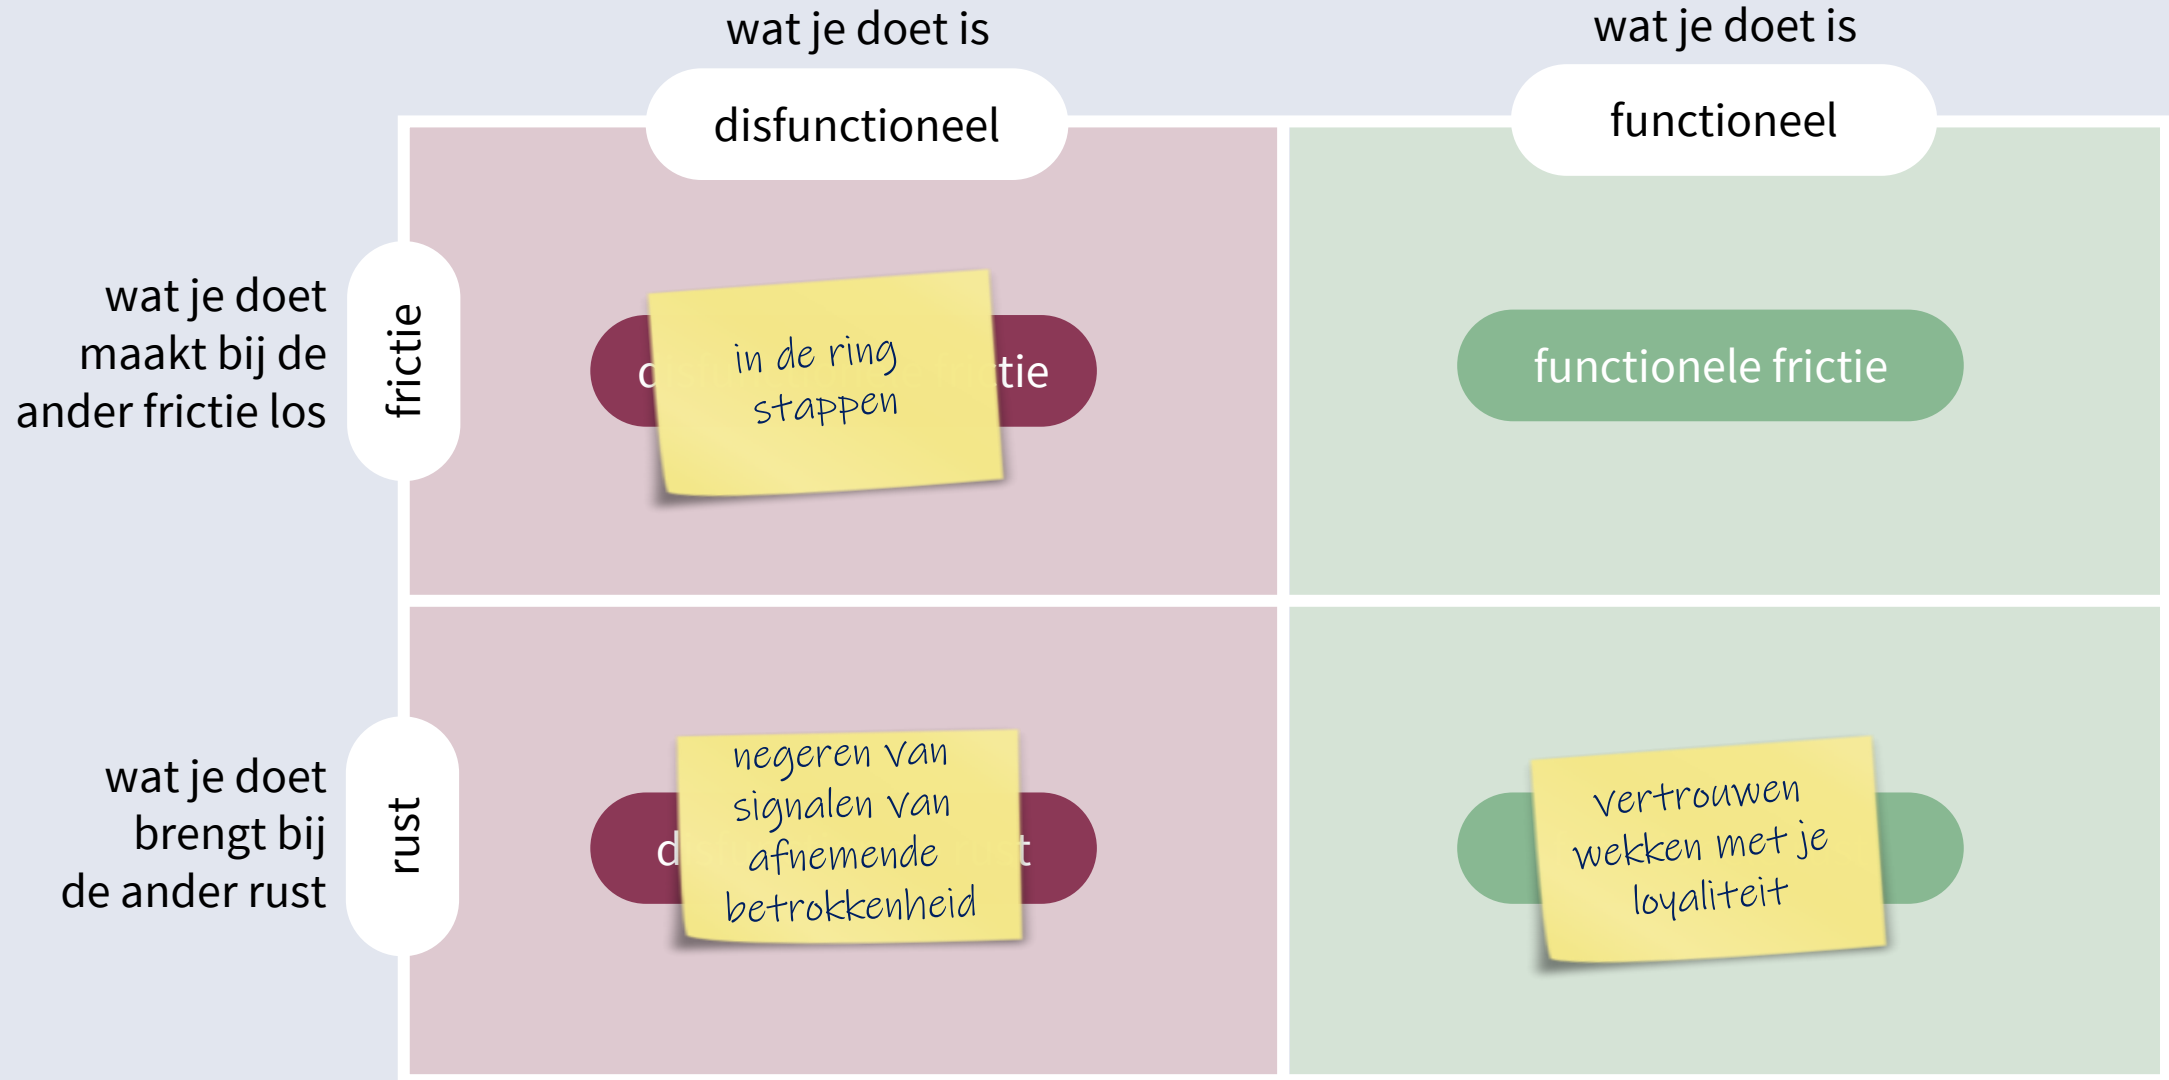 wat je doet is
wat je doet is
disfunctioneel
functioneel
wat je doet
maakt bij de
ander frictie los
frictie
in de ring
stappen
functionele frictie
wat je doet
brengt bij
de ander rust
rust
negeren van
signalen van
afnemende
betrokkenheid
vertrouwen
wekken met je
loyaliteit